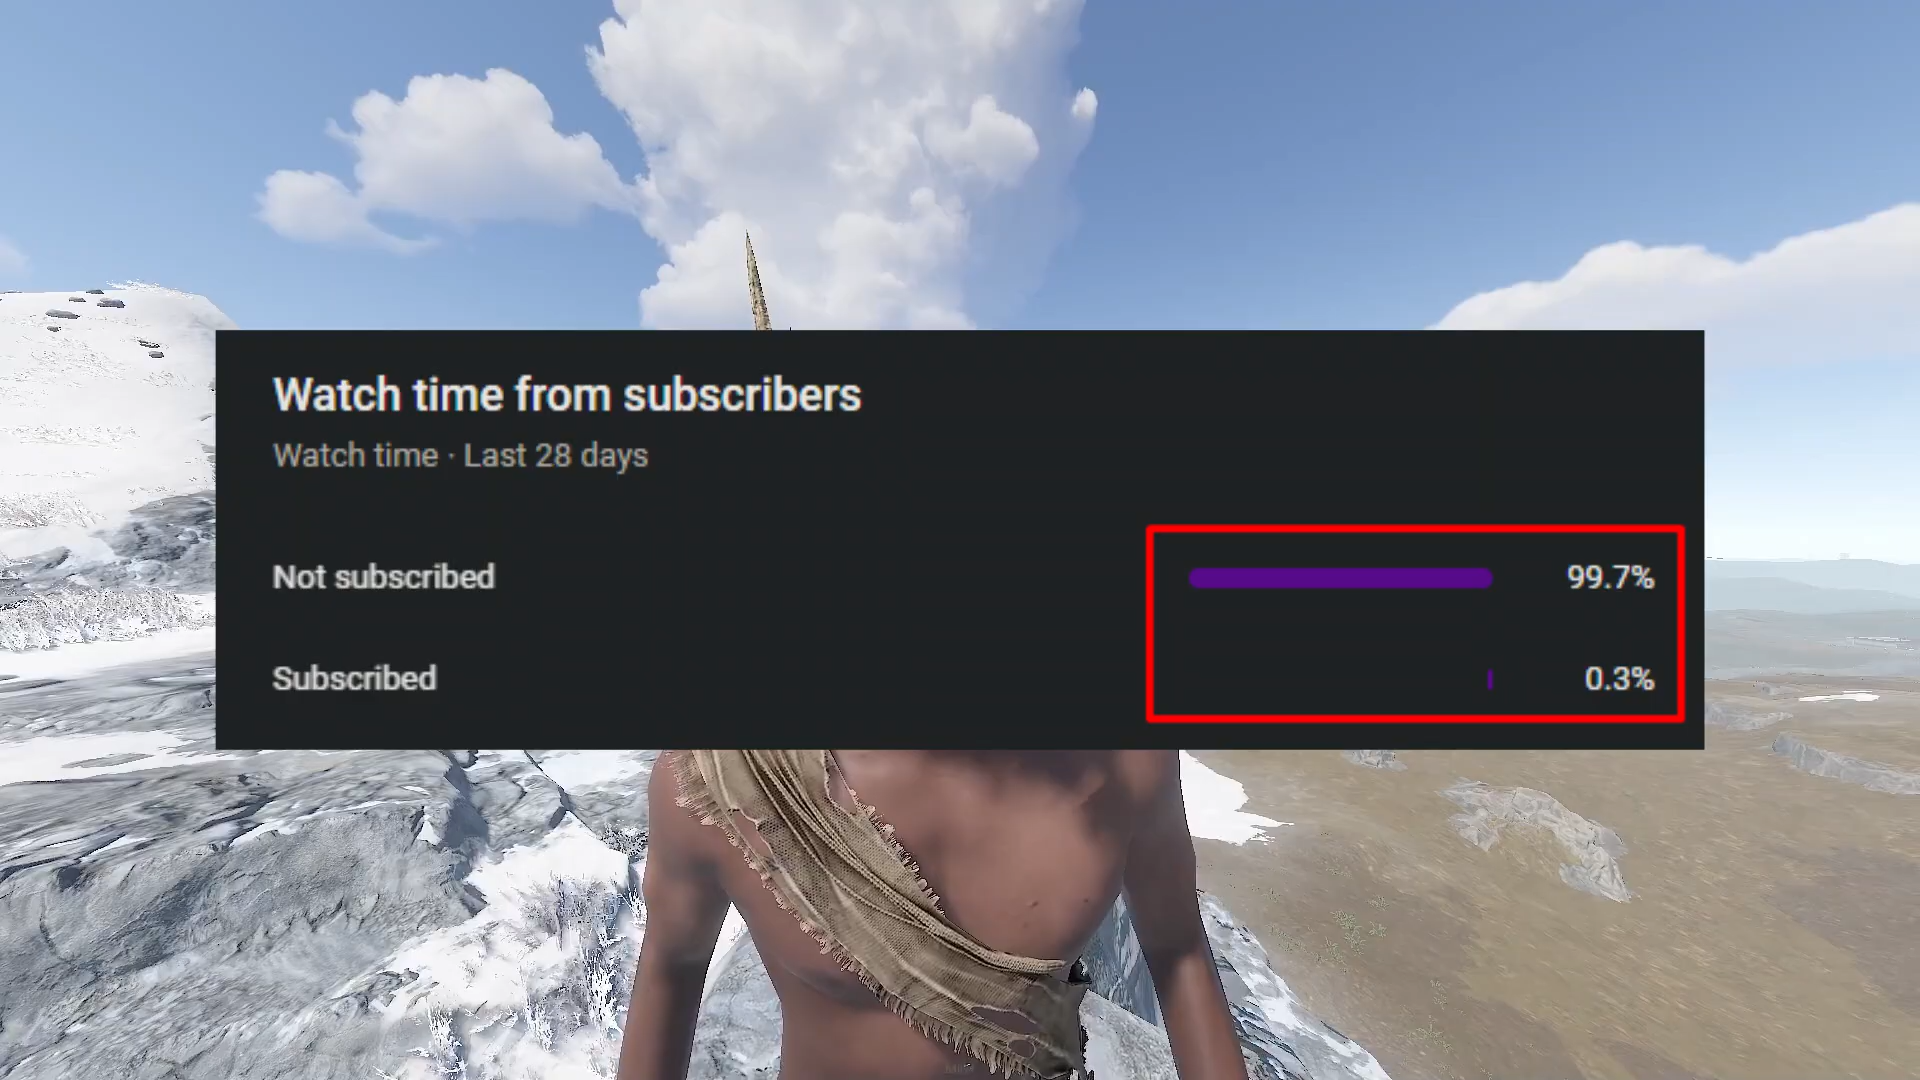 Watch time from subscribers
Watch time · Last 28 days
Not subscribed 99.7%
Subscribed 0.3%